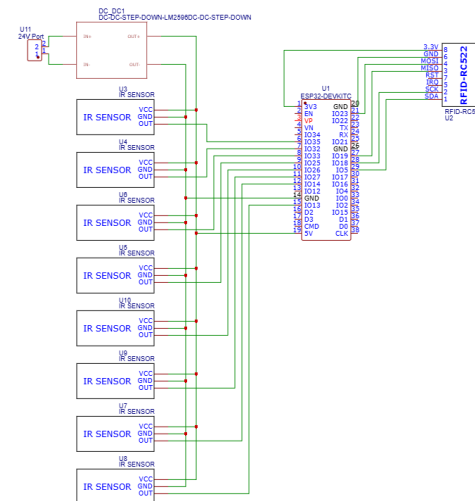 DC_DC1
DC-DC-STEP-DOWN-LM2596DC-DC-STEP-DOWN
U11
24V Port
2
1
IN+
OUT+
IN-
OUT-
U3
IR SENSOR
IR SENSOR
VCC
GND
OUT
U4
IR SENSOR
IR SENSOR
VCC
GND
OUT
U6
IR SENSOR
IR SENSOR
VCC
GND
OUT
U5
IR SENSOR
IR SENSOR
VCC
GND
OUT
U10
IR SENSOR
IR SENSOR
VCC
GND
OUT
U9
IR SENSOR
IR SENSOR
VCC
GND
OUT
U7
IR SENSOR
IR SENSOR
VCC
GND
OUT
U8
IR SENSOR
IR SENSOR
VCC
GND
OUT
U1
ESP32-DEVKITC
3V3
EN
VP
VN
IO34
IO35
IO32
IO33
IO25
IO26
IO27
IO14
IO12
GND
IO13
D2
D3
CMD
5V
GND
IO23
IO22
TX
RX
IO21
GND
IO19
IO18
IO5
IO17
IO16
IO4
IO0
IO2
IO15
D1
D0
CLK
3.3V
GND
MOSI
MISO
RST
IRQ
SCK
SDA
RFID-RC522
RFID-RC5
U2